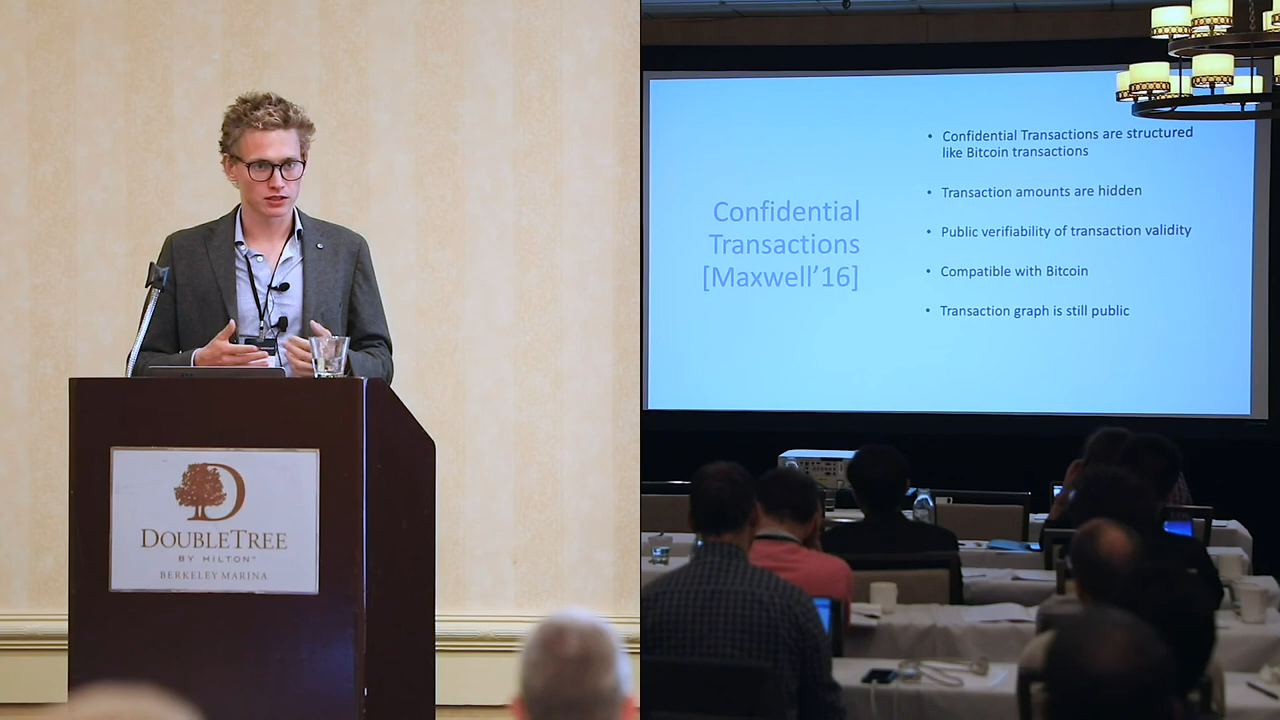 D
DOUBLETREE
BY HILTON™
BERKELEY MARINA
Confidential
Transactions
[Maxwell'16]
• Confidential Transactions are structured
like Bitcoin transactions
• Transaction amounts are hidden
• Public verifiability of transaction validity
• Compatible with Bitcoin
• Transaction graph is still public